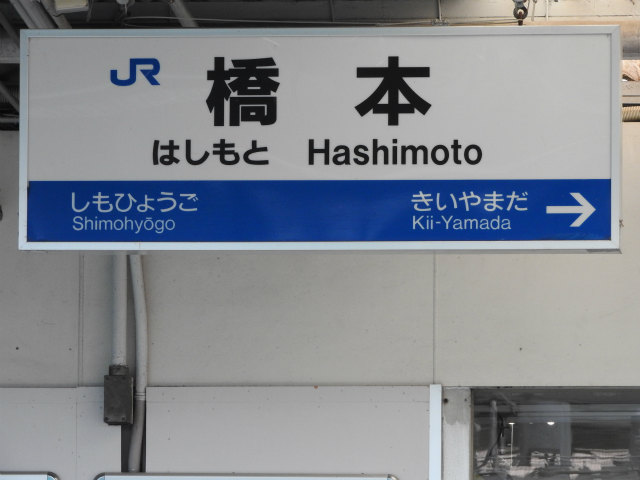 JR
橋本
はしもと Hashimoto
しもひょうご きいやまだ
Shimohyōgo Kii-Yamada
→